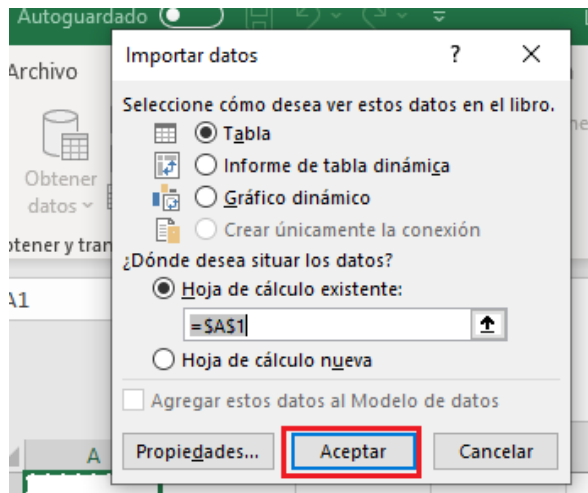 Autoguardado
Importar datos ? ×
Archivo
Seleccione cómo desea ver estos datos en el libro.
Tabla
Informe de tabla dinámica
Obtener
datos
Gráfico dinámico
Crear únicamente la conexión
¿Dónde desea situar los datos?
Hoja de cálculo existente:
A1
=$A$1
Hoja de cálculo nueva
Agregar estos datos al Modelo de datos
Propiedades... Aceptar Cancelar
A